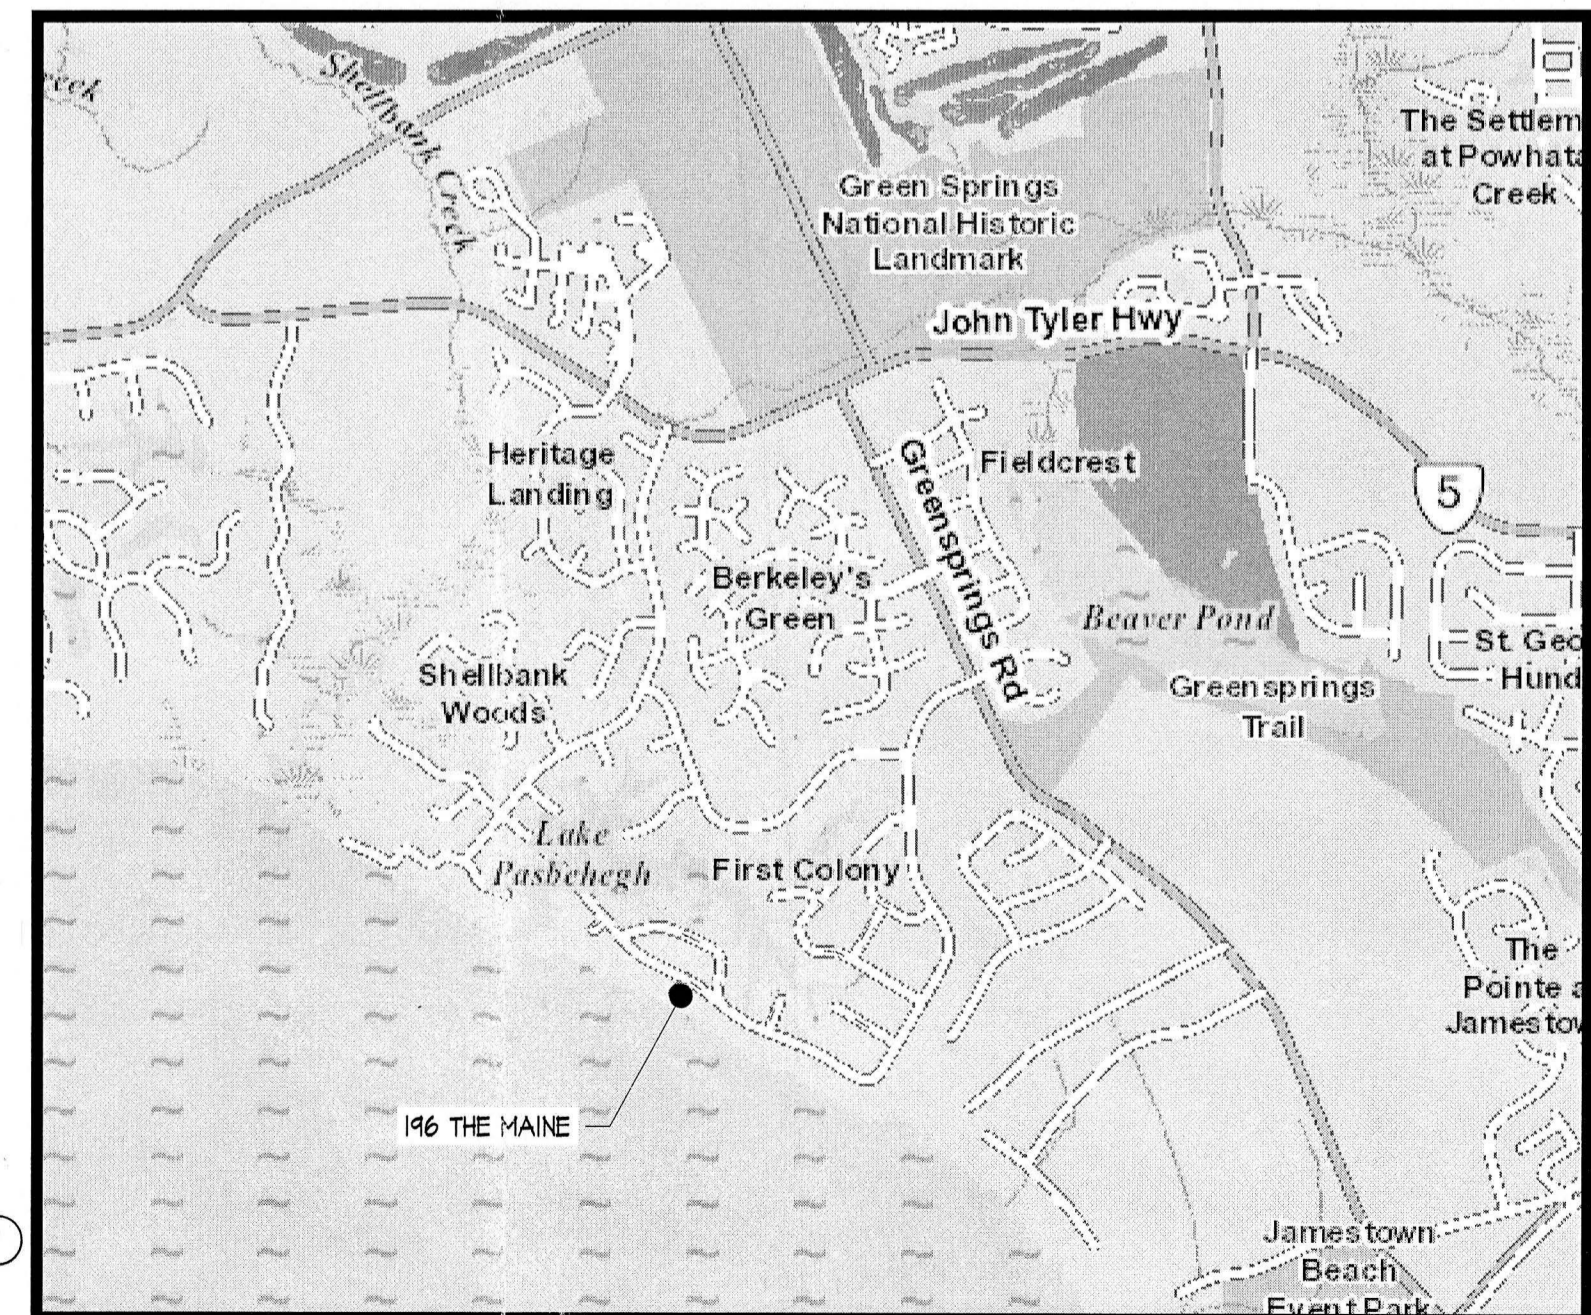 Shellbank Creek
The Settlem
at Powhata
Creek
Green Springs
National Historic
Landmark
John Tyler Hwy
5
Heritage
Landing
Greensprings Rd
Fieldcrest
Berkeley's
Green
Beaver Pond
St. Geo
Hund
Shellbank
Woods
Greensprings
Trail
Lake
Pasbehegh
First Colony
The
Pointe a
Jamestow
196 THE MAINE
Jamestown
Beach
Event Park